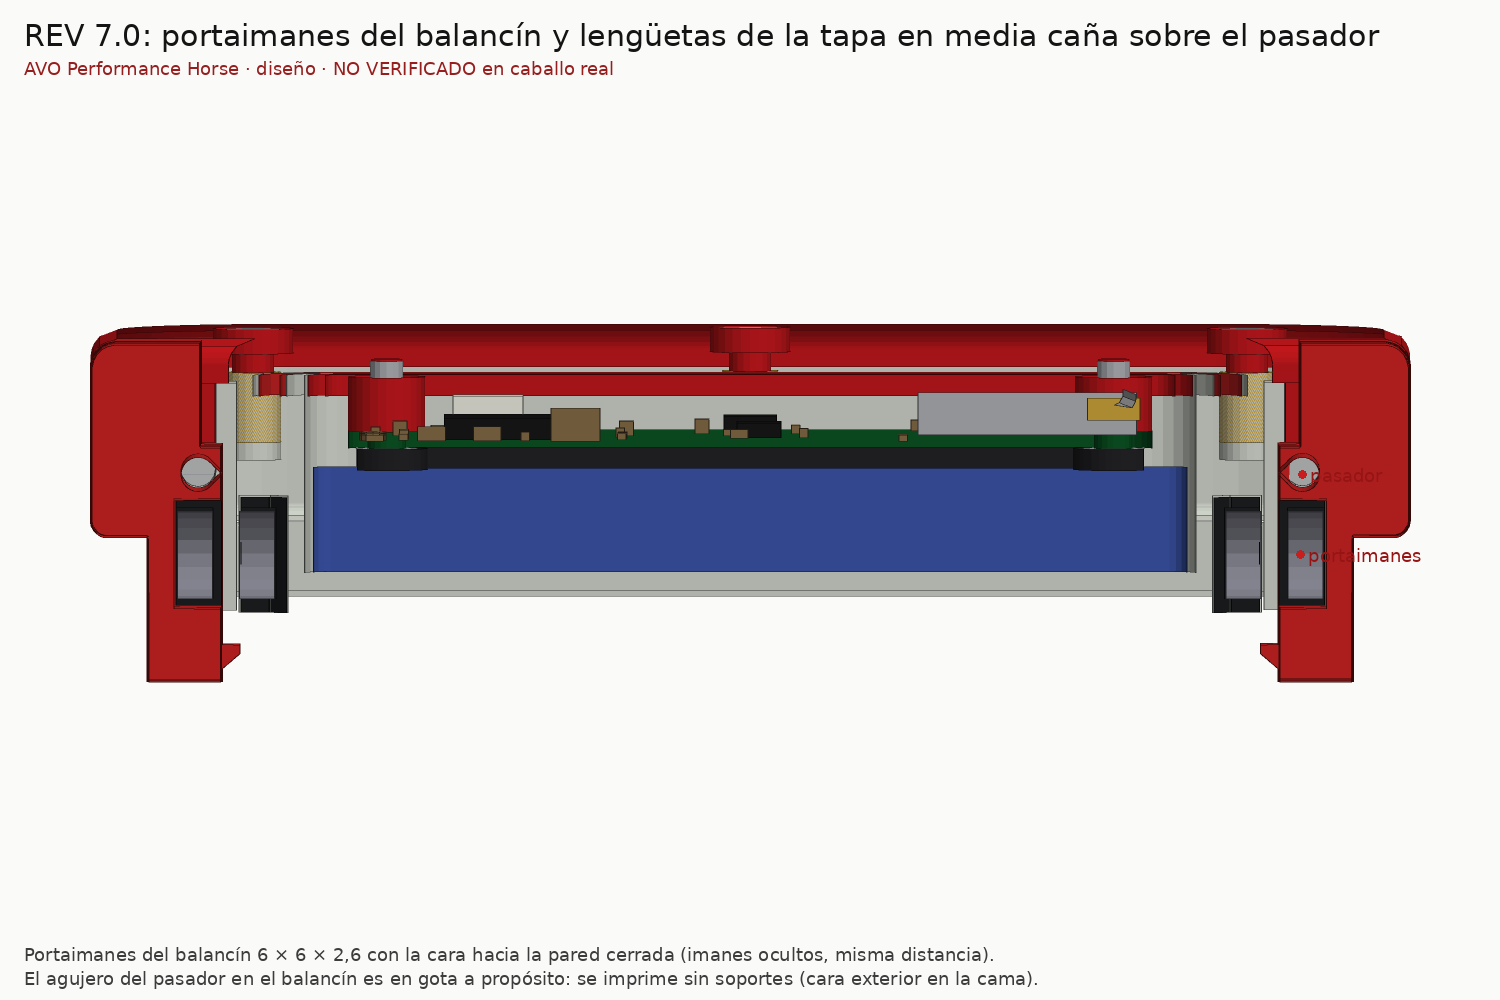 REV 7.0: portaimanes del balancín y lengüetas de la tapa en media caña sobre el pasador
AVO Performance Horse · diseño · NO VERIFICADO en caballo real
pasador
portaimanes
Portaimanes del balancín 6 × 6 × 2,6 con la cara hacia la pared cerrada (imanes ocultos, misma distancia).
El agujero del pasador en el balancín es en gota a propósito: se imprime sin soportes (cara exterior en la cama).